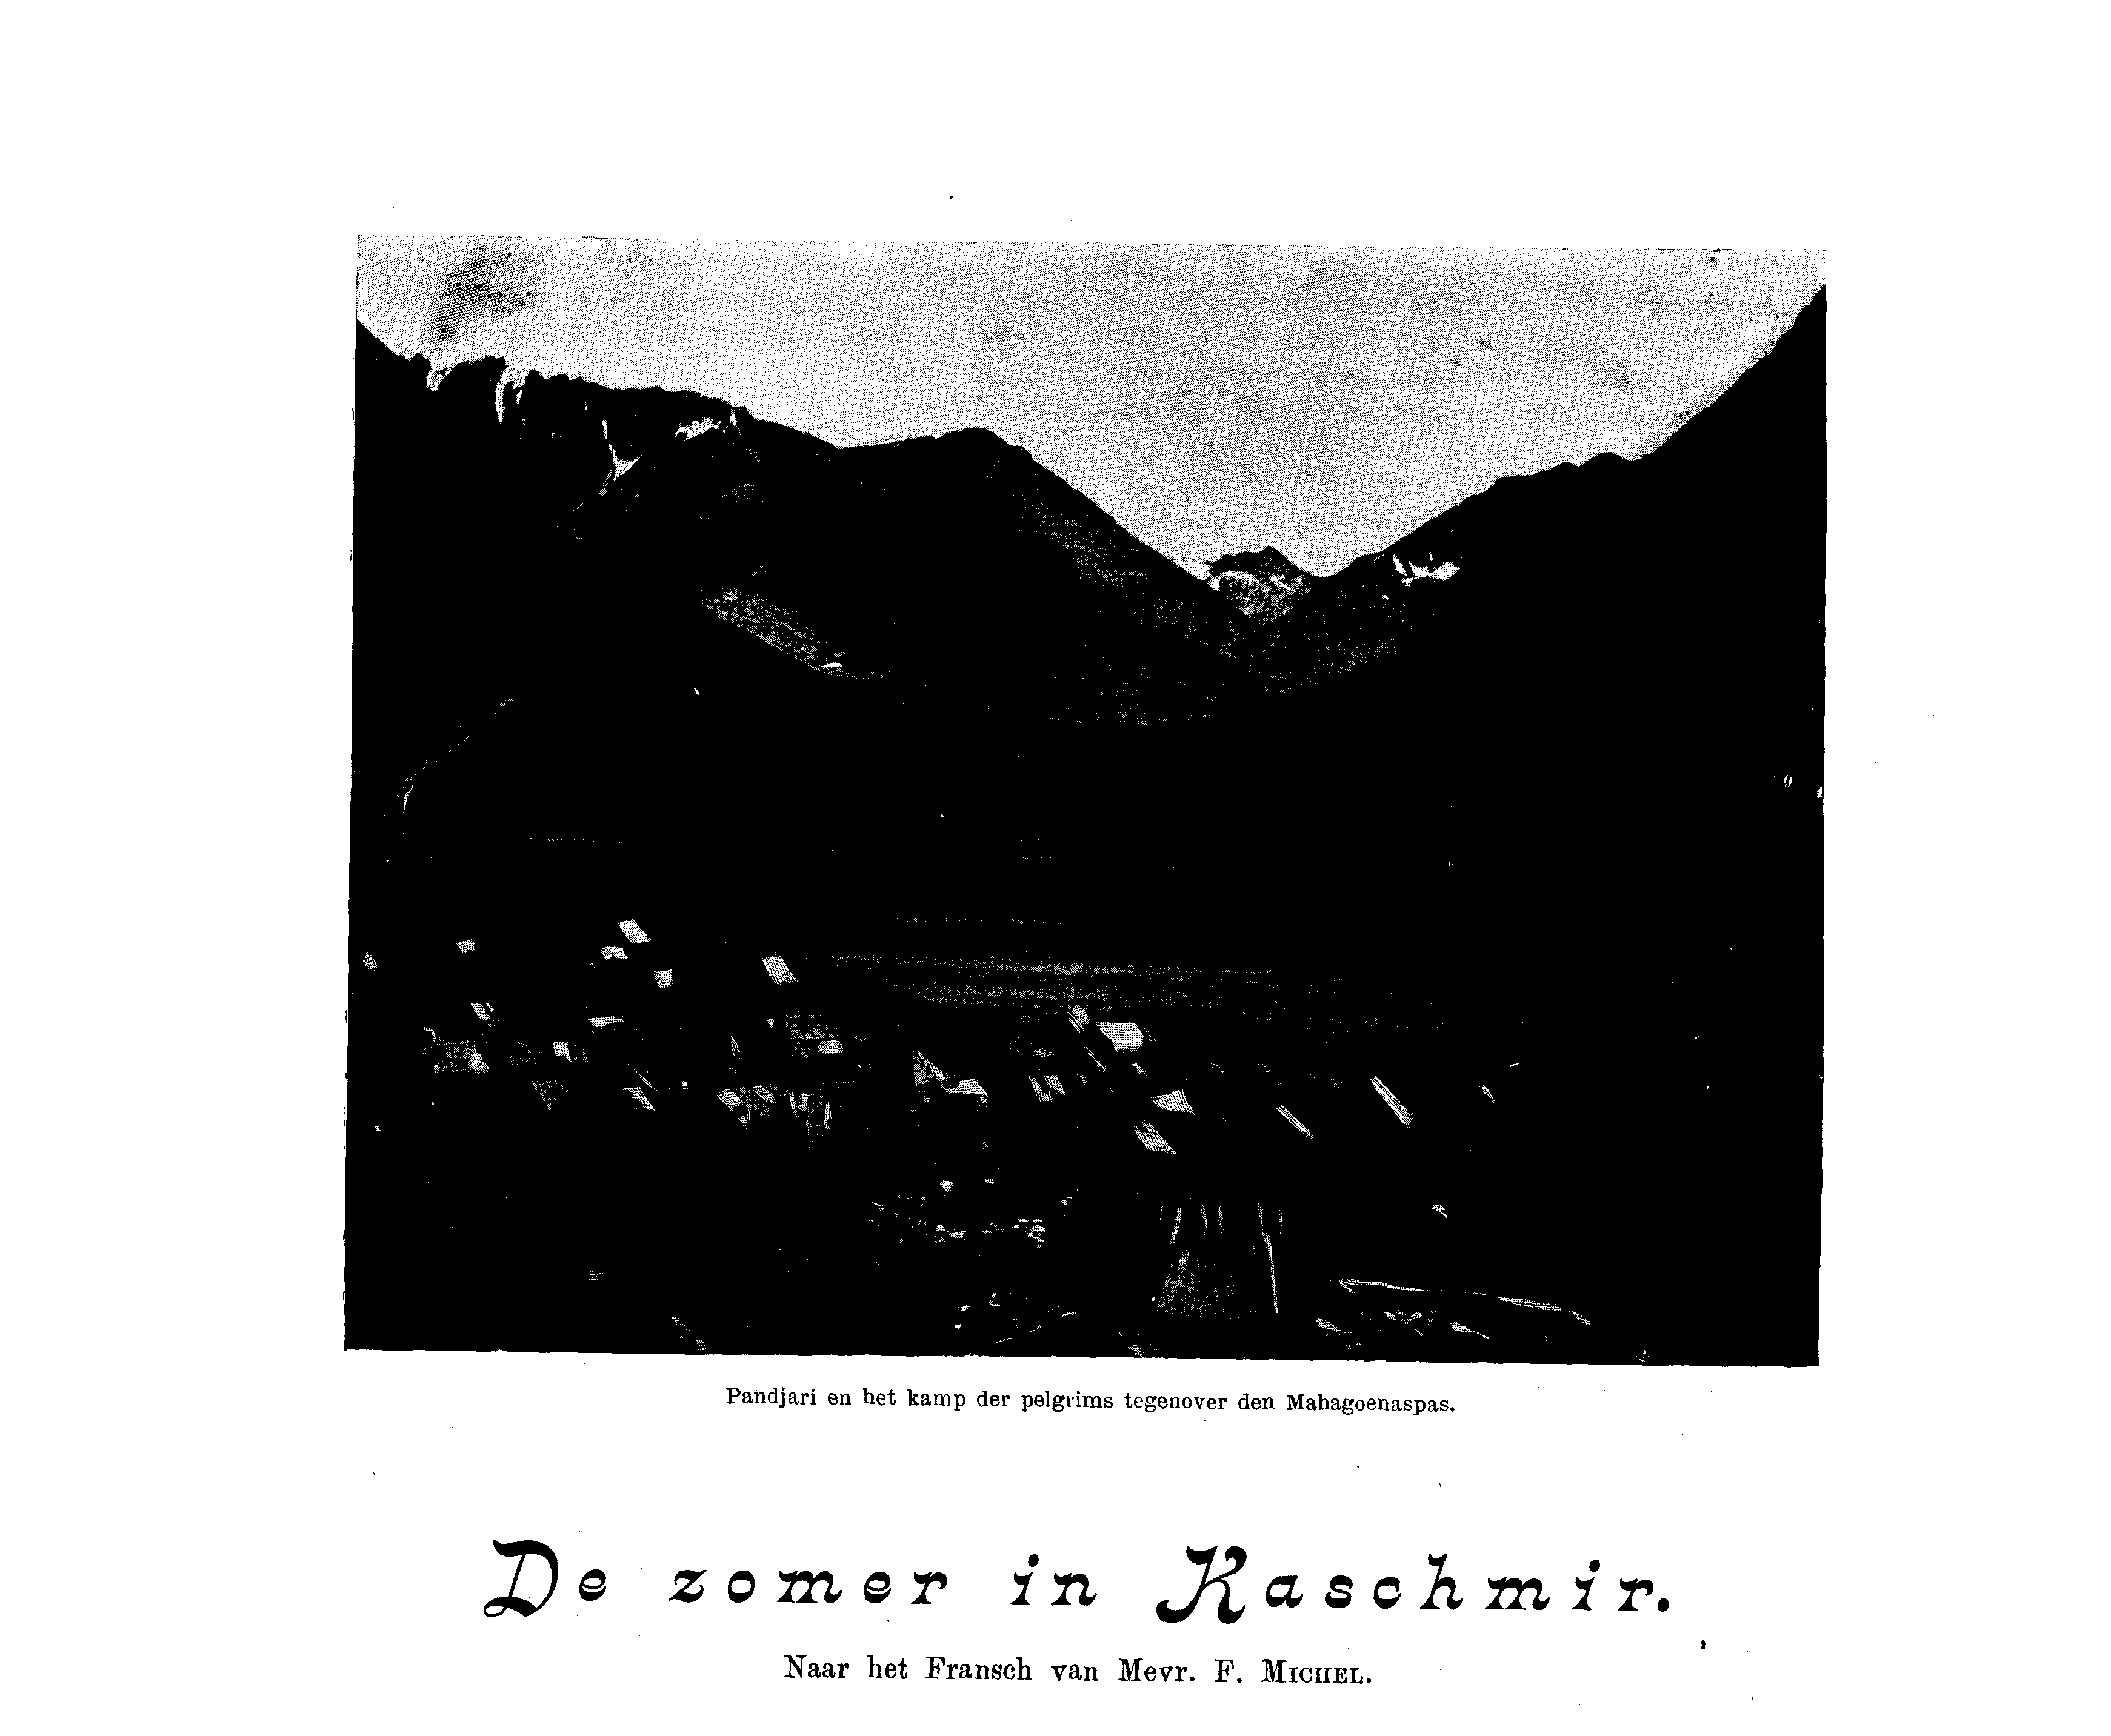 Pandjari en het kamp der pelgrims tegenover den Mahagoenaspas.
De zomer in Kaschmir.
Naar het Fransch van Mevr. F. MICHEL.